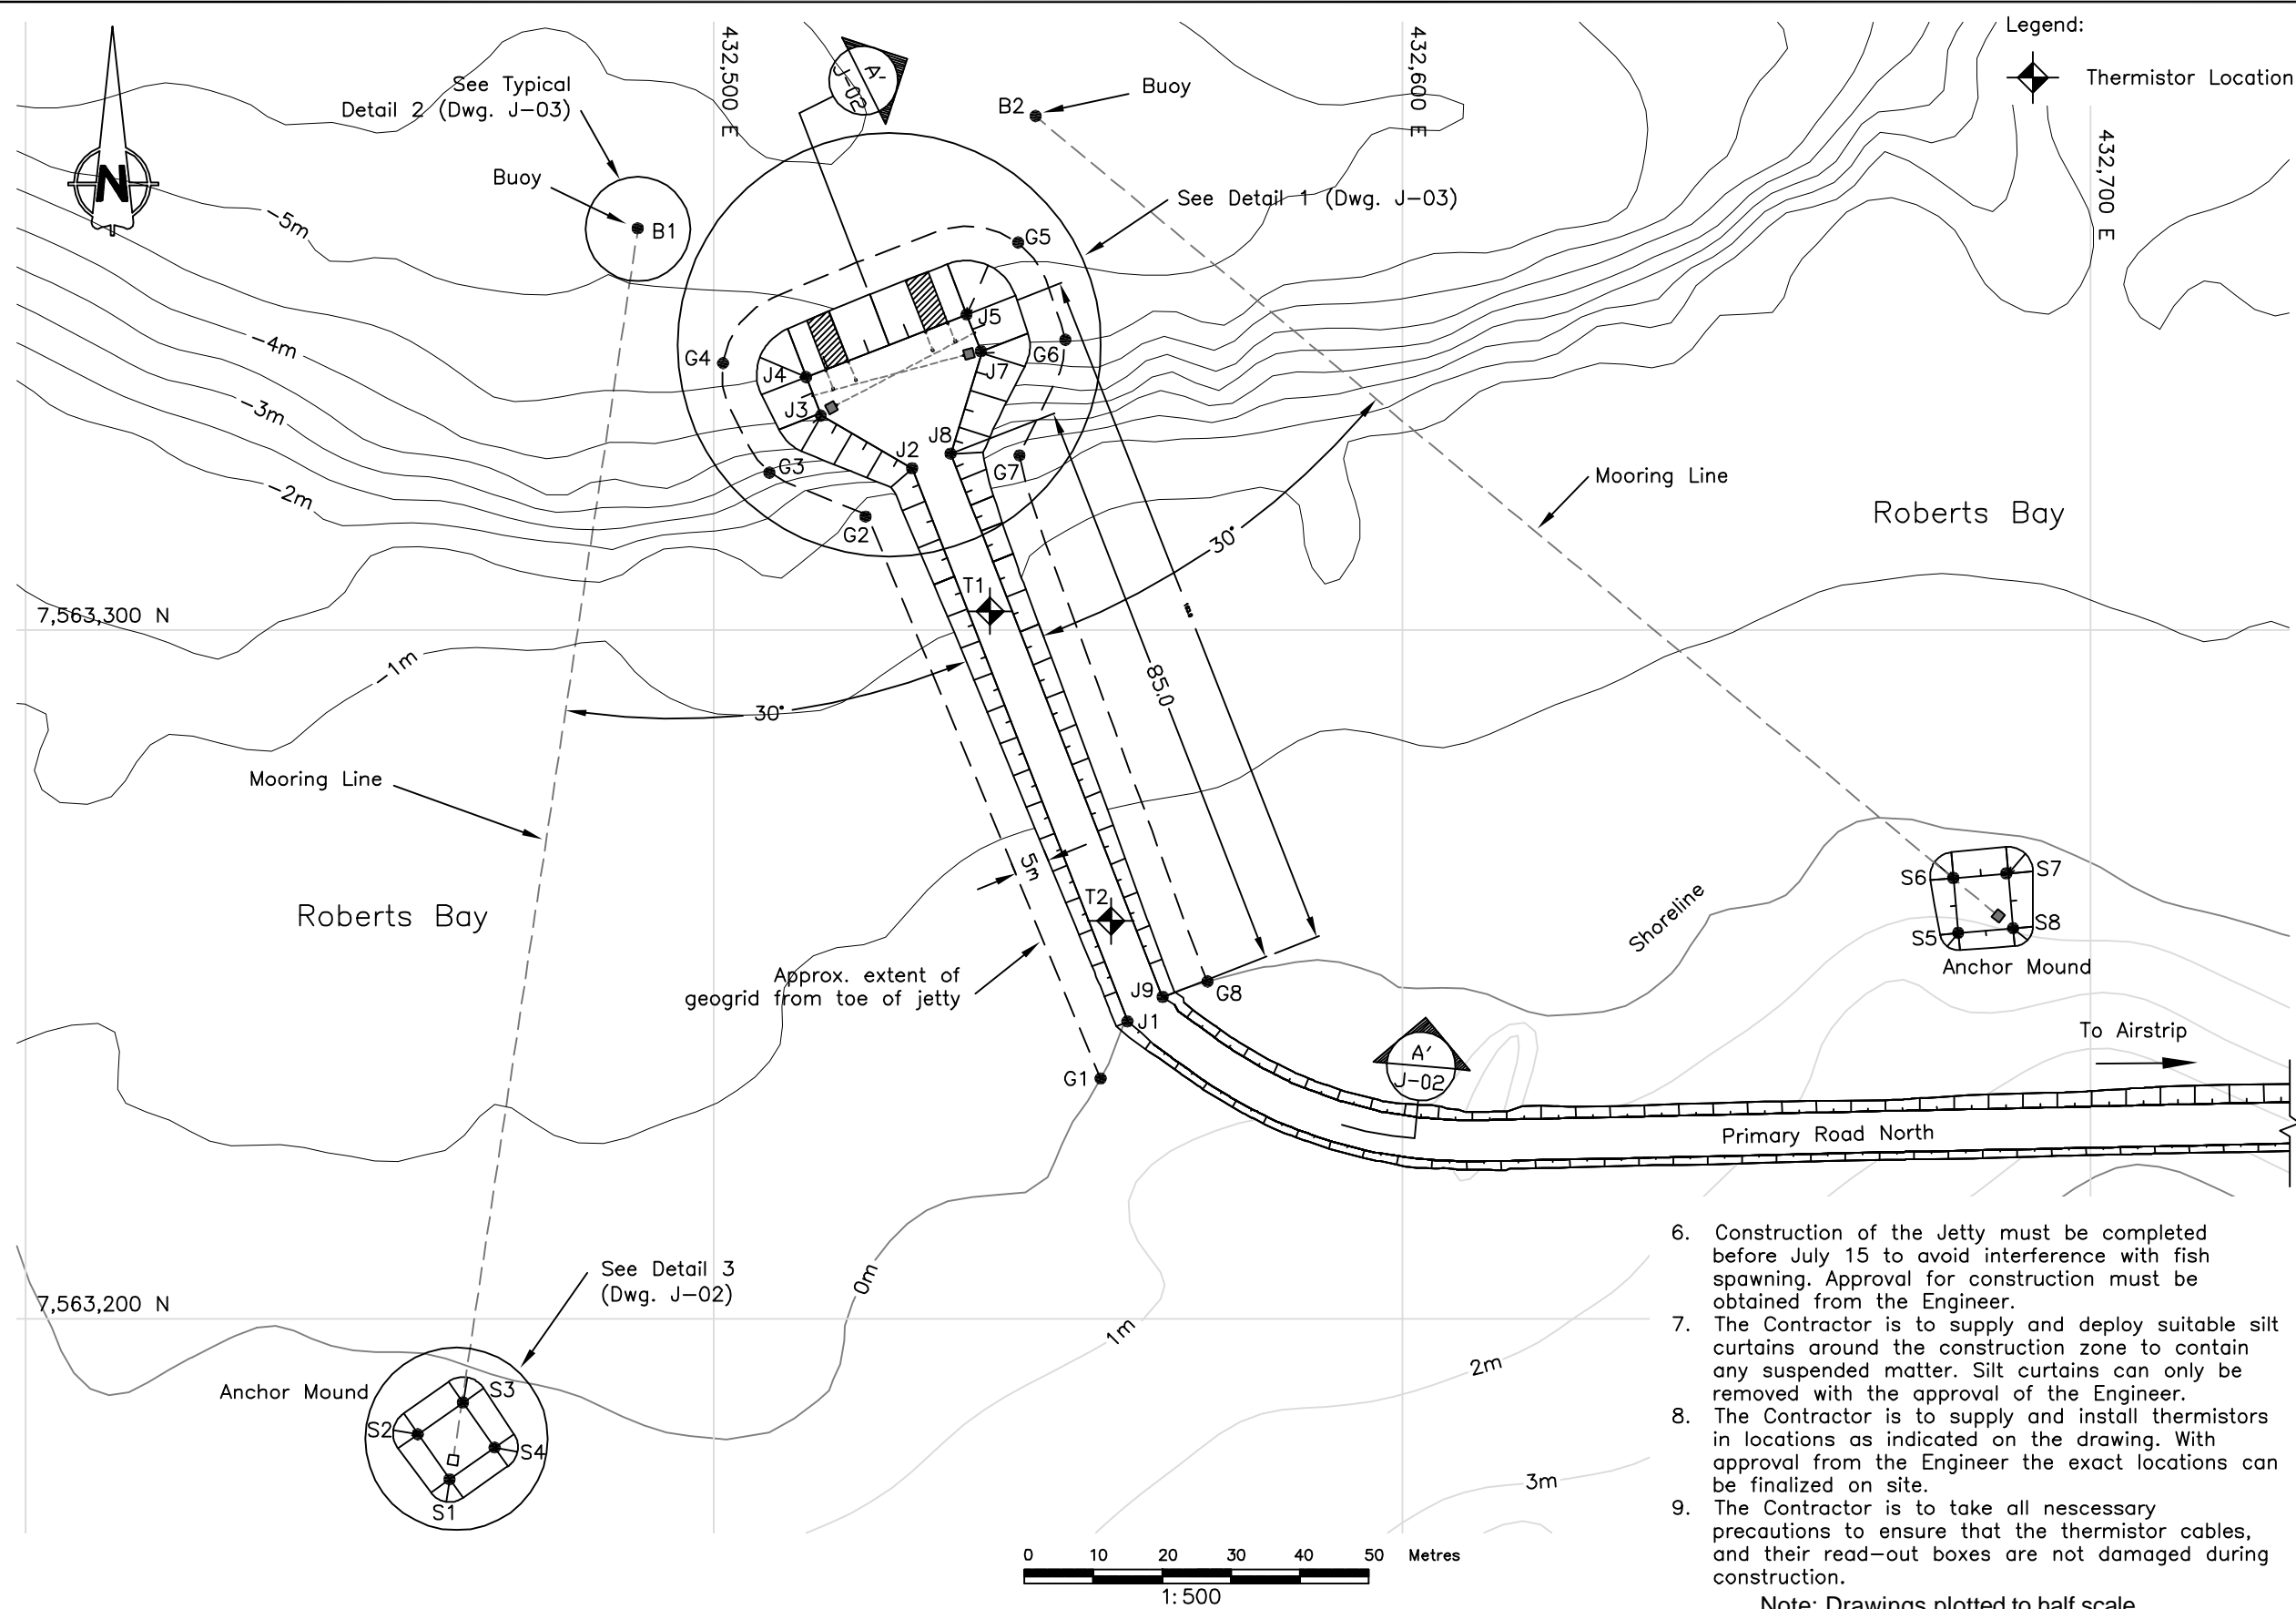 Legend:
Thermistor Location
432,500 E
432,600 E
432,700 E
A-
J-02
See Typical
Detail 2 (Dwg. J-03)
Buoy
B1
B2
Buoy
See Detail 1 (Dwg. J-03)
N
-5m
-4m
-3m
-2m
-1m
G5
J5
G4
J4
G6
J7
J3
J8
J2
G3
G7
G2
Mooring Line
Roberts Bay
30°
T1
7,563,300 N
85.0
30°
Mooring Line
5m
T2
Roberts Bay
Shoreline
S6
S7
S5
S8
Anchor Mound
Approx. extent of
geogrid from toe of jetty
J9
G8
J1
G1
A'
J-02
To Airstrip
Primary Road North
See Detail 3
(Dwg. J-02)
0m
7,563,200 N
1m
2m
3m
Anchor Mound
S3
S2
S4
S1
6. Construction of the Jetty must be completed
before July 15 to avoid interference with fish
spawning. Approval for construction must be
obtained from the Engineer.
7. The Contractor is to supply and deploy suitable silt
curtains around the construction zone to contain
any suspended matter. Silt curtains can only be
removed with the approval of the Engineer.
8. The Contractor is to supply and install thermistors
in locations as indicated on the drawing. With
approval from the Engineer the exact locations can
be finalized on site.
9. The Contractor is to take all nescessary
precautions to ensure that the thermistor cables,
and their read-out boxes are not damaged during
construction.
Note: Drawings plotted to half scale
0 10 20 30 40 50 Metres
1:500